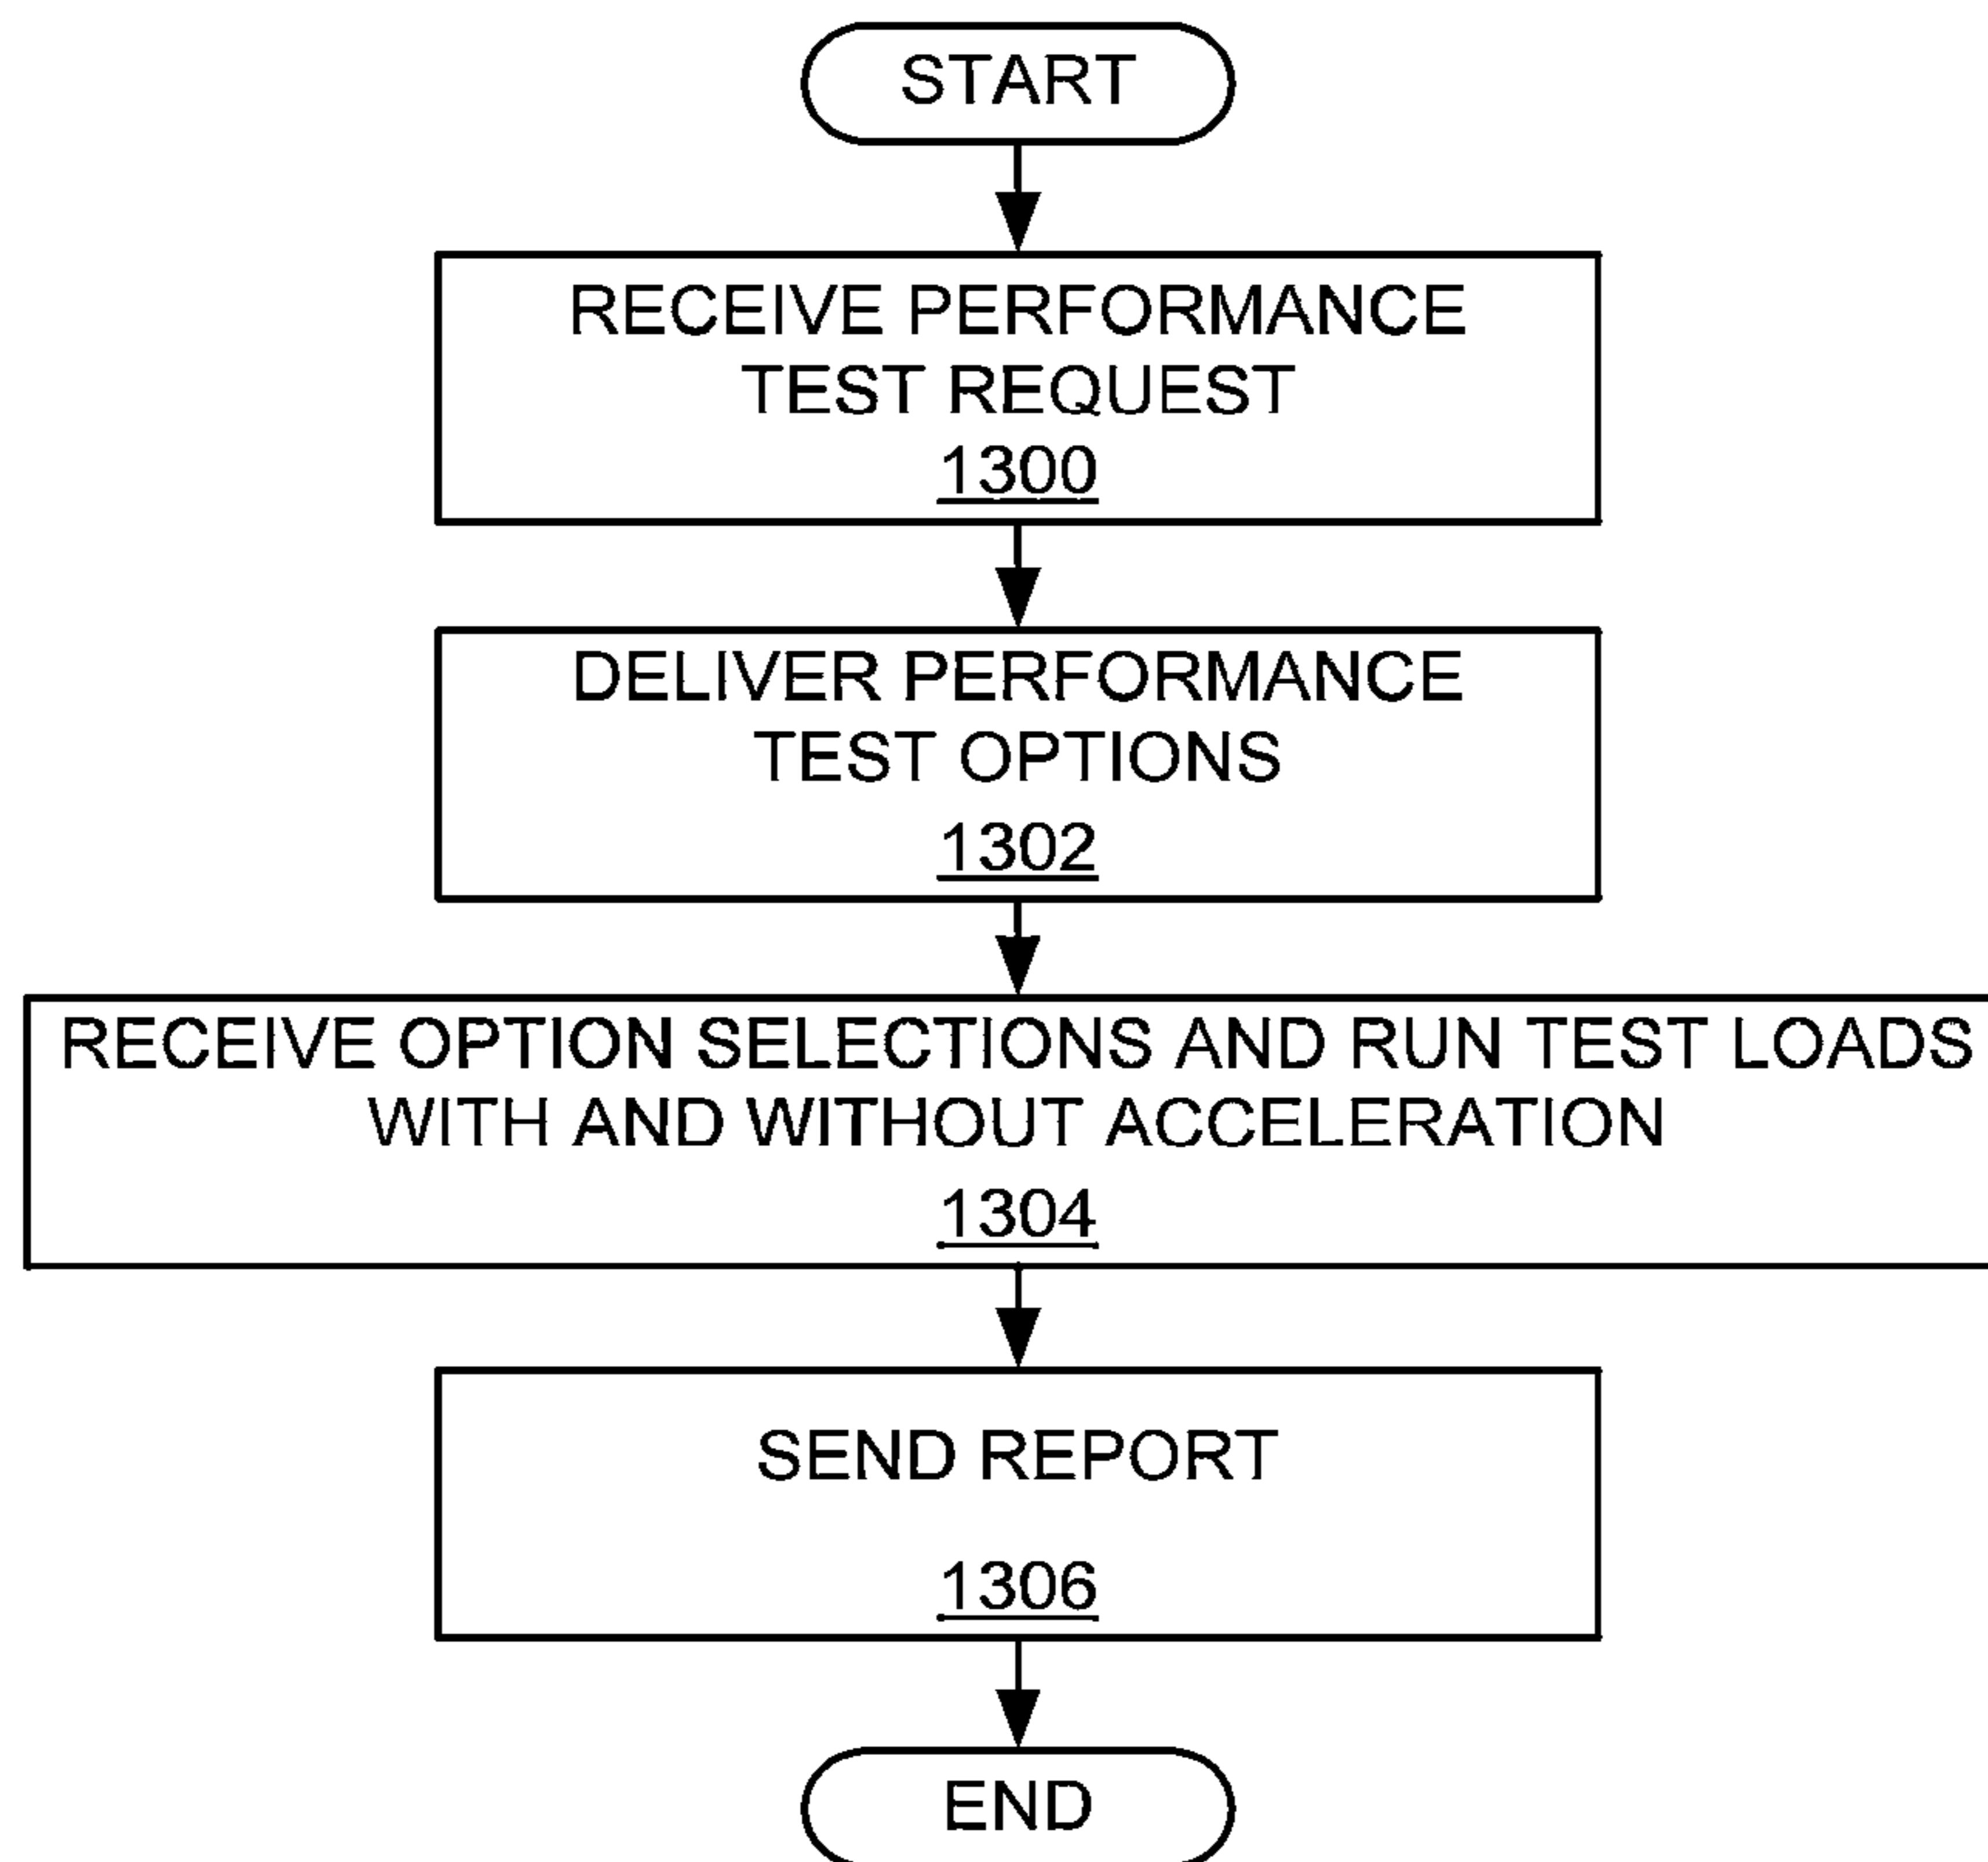 START
RECEIVE PERFORMANCE
TEST REQUEST
1300
DELIVER PERFORMANCE
TEST OPTIONS
1302
RECEIVE OPTION SELECTIONS AND RUN TEST LOADS
WITH AND WITHOUT ACCELERATION
1304
SEND REPORT
1306
END